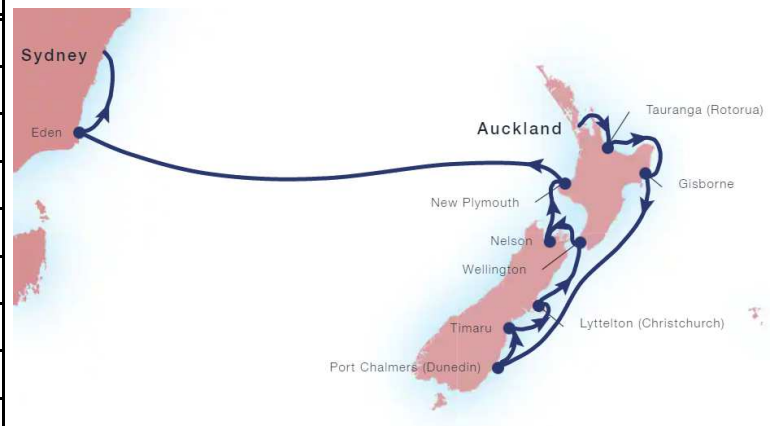 Sydney
Tauranga (Rotorua)
Auckland
Eden
Gisborne
New Plymouth
Nelson
Wellington
Lyttelton (Christchurch)
Timaru
Port Chalmers (Dunedin)